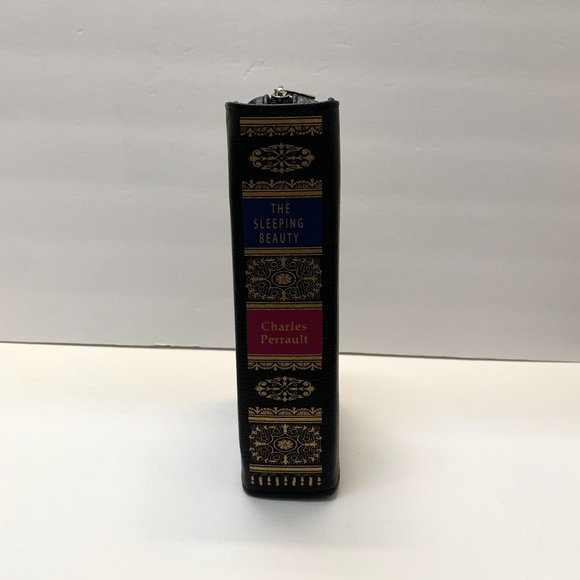 THE
SLEEPING
BEAUTY
Charles
Perrault